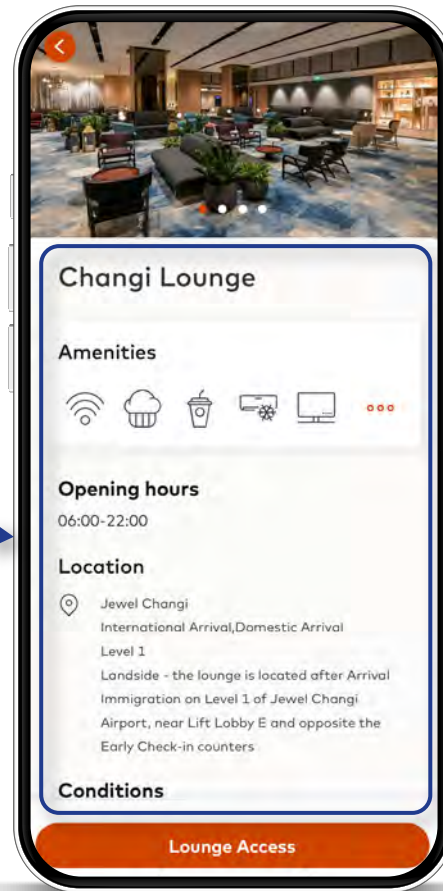 Changi Lounge
Amenities
Opening hours
06:00-22:00
Location
Jewel Changi
International Arrival,Domestic Arrival
Level 1
Landside - the lounge is located after Arrival
Immigration on Level 1 of Jewel Changi
Airport, near Lift Lobby E and opposite the
Early Check-in counters
Conditions
Lounge Access